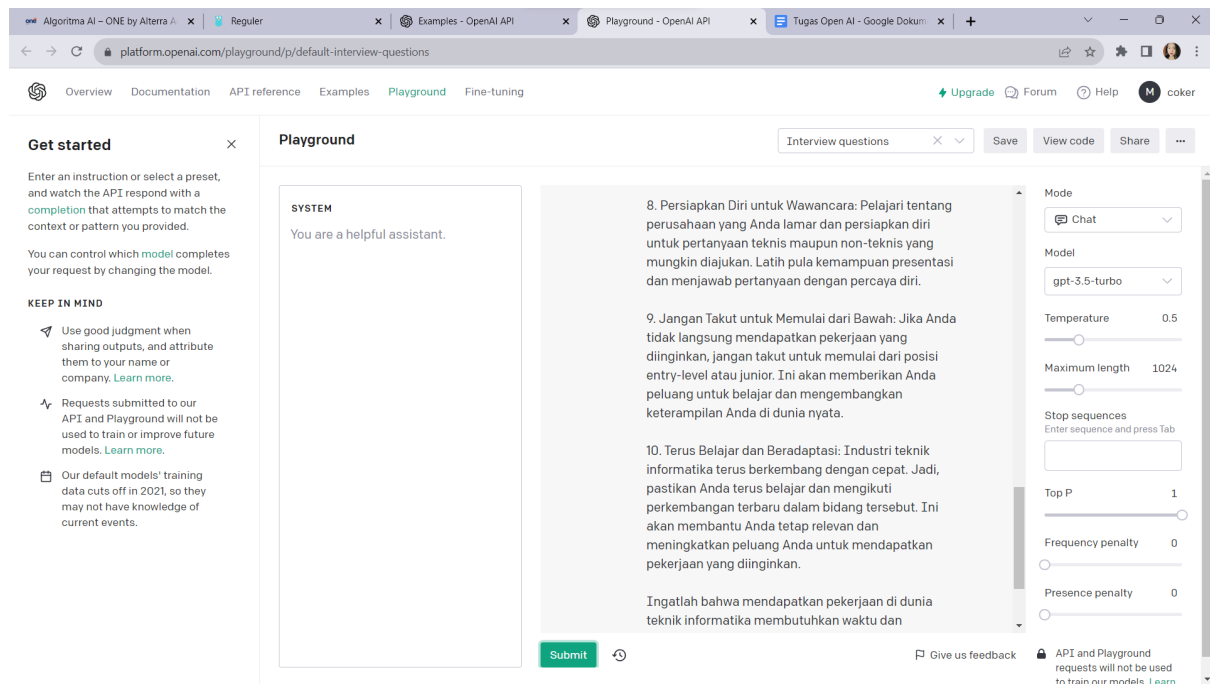 Algoritma AI – ONE by Alterra A
Reguler
Examples - OpenAI API
Playground - OpenAI API
Tugas Open AI - Google Dokum
platform.openai.com/playground/p/default-interview-questions
Overview
Documentation
API reference
Examples
Playground
Fine-tuning
Upgrade
Forum
Help
M
coker
Get started
Enter an instruction or select a preset,
and watch the API respond with a
completion that attempts to match the
context or pattern you provided.
You can control which model completes
your request by changing the model.
KEEP IN MIND
Use good judgment when
sharing outputs, and attribute
them to your name or
company. Learn more.
Requests submitted to our
API and Playground will not be
used to train or improve future
models. Learn more.
Our default models' training
data cuts off in 2021, so they
may not have knowledge of
current events.
Playground
Interview questions
Save
View code
Share
...
SYSTEM
You are a helpful assistant.
8. Persiapkan Diri untuk Wawancara: Pelajari tentang
perusahaan yang Anda lamar dan persiapkan diri
untuk pertanyaan teknis maupun non-teknis yang
mungkin diajukan. Latih pula kemampuan presentasi
dan menjawab pertanyaan dengan percaya diri.
9. Jangan Takut untuk Memulai dari Bawah: Jika Anda
tidak langsung mendapatkan pekerjaan yang
diinginkan, jangan takut untuk memulai dari posisi
entry-level atau junior. Ini akan memberikan Anda
peluang untuk belajar dan mengembangkan
keterampilan Anda di dunia nyata.
10. Terus Belajar dan Beradaptasi: Industri teknik
informatika terus berkembang dengan cepat. Jadi,
pastikan Anda terus belajar dan mengikuti
perkembangan terbaru dalam bidang tersebut. Ini
akan membantu Anda tetap relevan dan
meningkatkan peluang Anda untuk mendapatkan
pekerjaan yang diinginkan.
Ingatlah bahwa mendapatkan pekerjaan di dunia
teknik informatika membutuhkan waktu dan
Submit
Give us feedback
Mode
Chat
Model
gpt-3.5-turbo
Temperature 0.5
Maximum length 1024
Stop sequences
Enter sequence and press Tab
Top P 1
Frequency penalty 0
Presence penalty 0
API and Playground
requests will not be used
to train our models. Learn